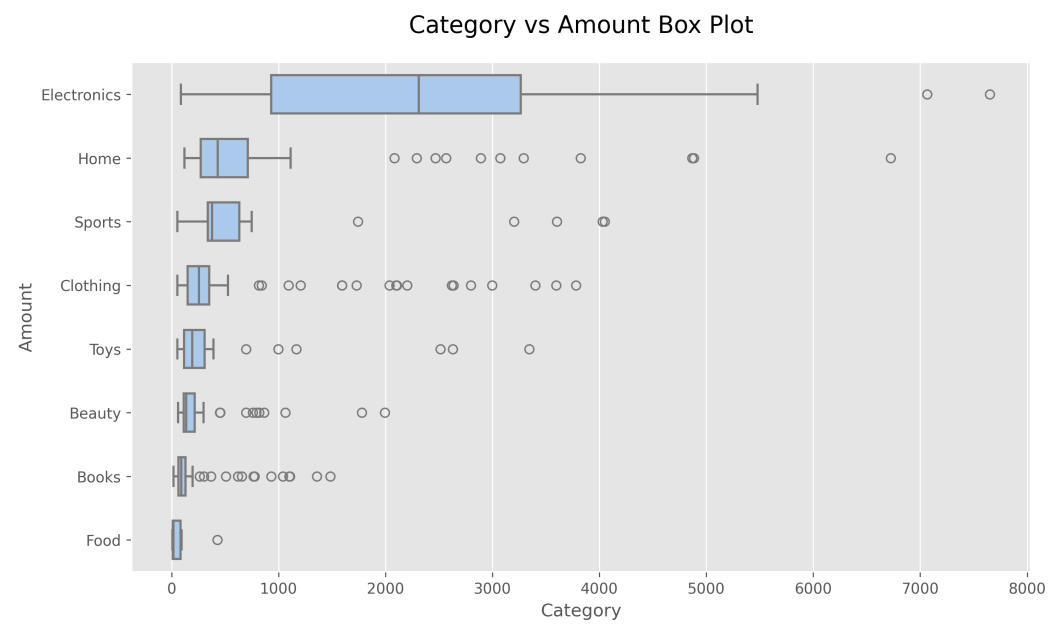 Category vs Amount Box Plot
Amount
Electronics
Home
Sports
Clothing
Toys
Beauty
Books
Food
0 1000 2000 3000 4000 5000 6000 7000 8000
Category